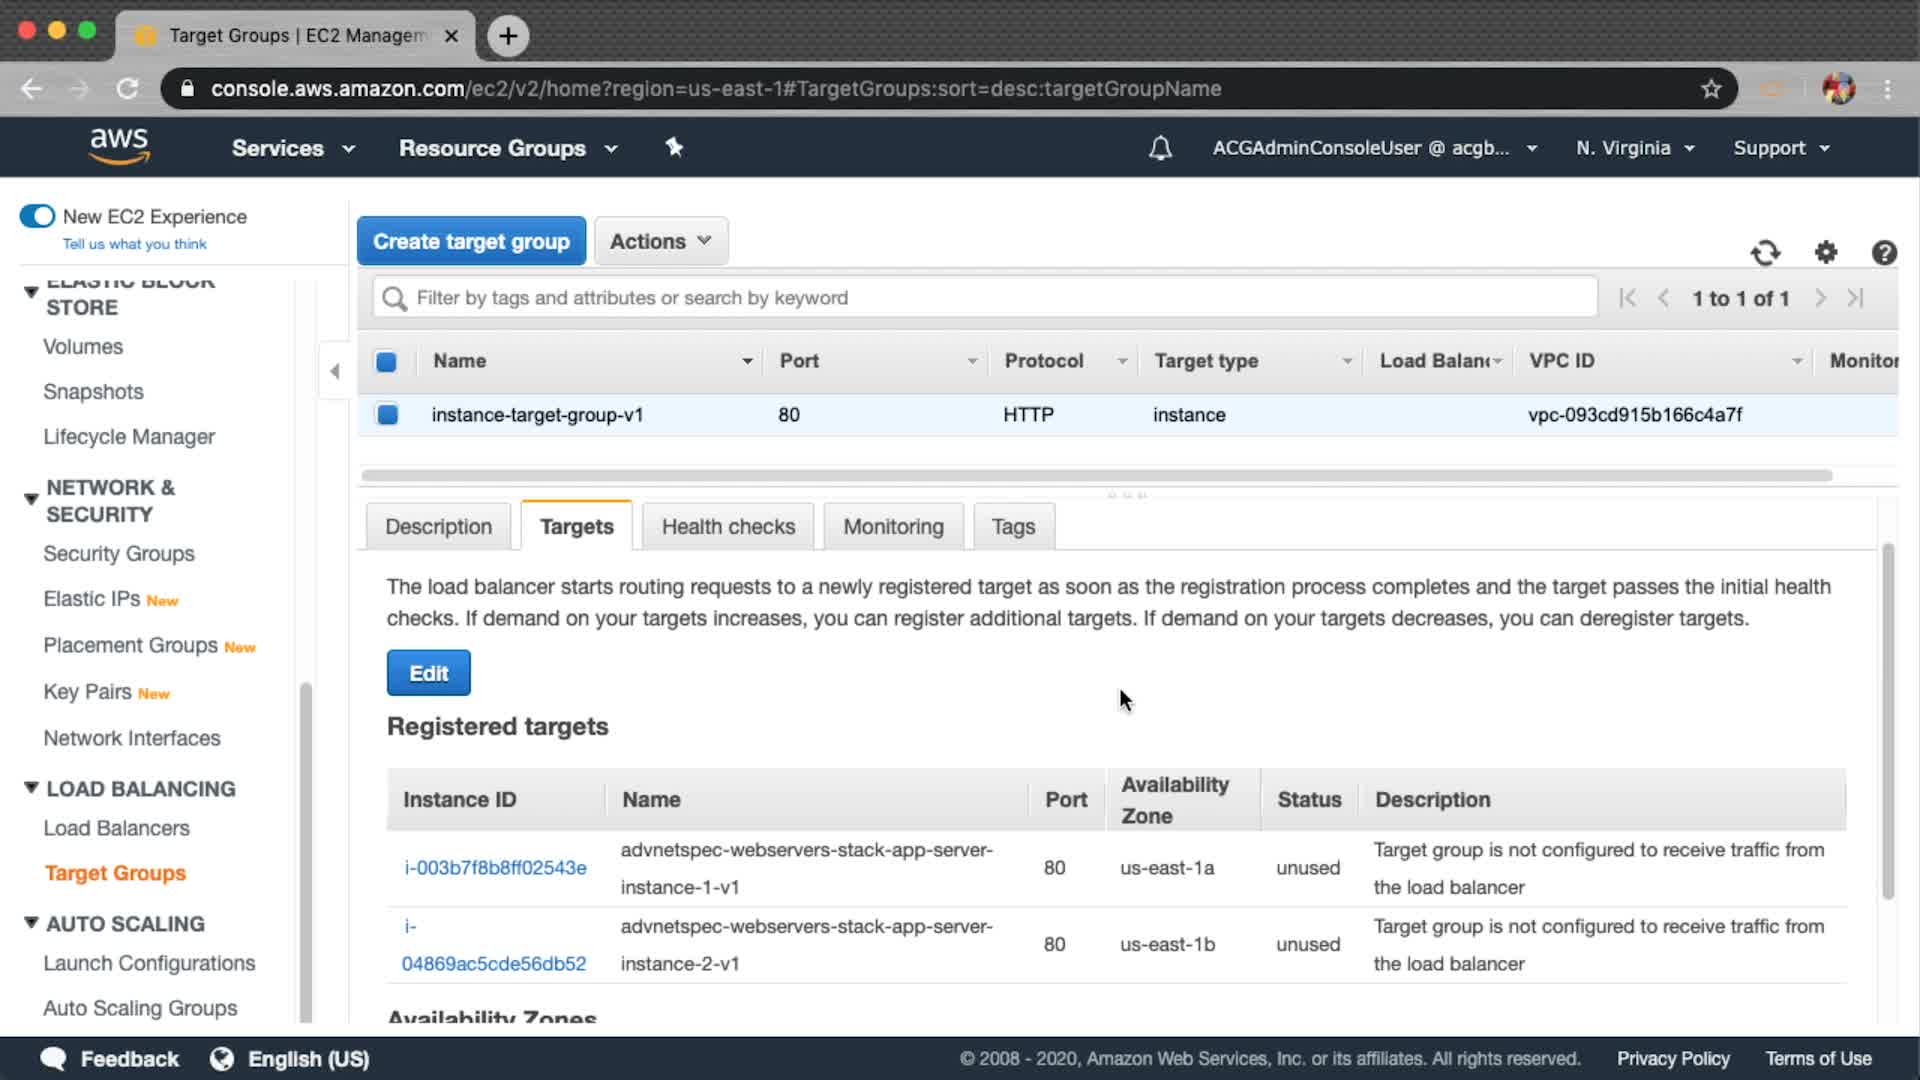 Target Groups | EC2 Managem
console.aws.amazon.com/ec2/v2/home?region=us-east-1#TargetGroups:sort=desc:targetGroupName
aws Services Resource Groups ACGAdminConsoleUser @ acgb... N. Virginia Support
New EC2 Experience
Tell us what you think
Create target group Actions
ELASTIC BLOCK
STORE
Volumes
Snapshots
Lifecycle Manager
NETWORK &
SECURITY
Security Groups
Elastic IPs New
Placement Groups New
Key Pairs New
Network Interfaces
LOAD BALANCING
Load Balancers
Target Groups
AUTO SCALING
Launch Configurations
Auto Scaling Groups
Filter by tags and attributes or search by keyword 1 to 1 of 1
Name Port Protocol Target type Load Balanc VPC ID Monitor
instance-target-group-v1 80 HTTP instance vpc-093cd915b166c4a7f
Description Targets Health checks Monitoring Tags
The load balancer starts routing requests to a newly registered target as soon as the registration process completes and the target passes the initial health
checks. If demand on your targets increases, you can register additional targets. If demand on your targets decreases, you can deregister targets.
Edit
Registered targets
Instance ID Name Port Availability Zone Status Description
i-003b7f8b8ff02543e advnetspec-webservers-stack-app-server-instance-1-v1 80 us-east-1a unused Target group is not configured to receive traffic from the load balancer
i-04869ac5cde56db52 advnetspec-webservers-stack-app-server-instance-2-v1 80 us-east-1b unused Target group is not configured to receive traffic from the load balancer
Availability Zones
Feedback English (US) © 2008 - 2020, Amazon Web Services, Inc. or its affiliates. All rights reserved. Privacy Policy Terms of Use